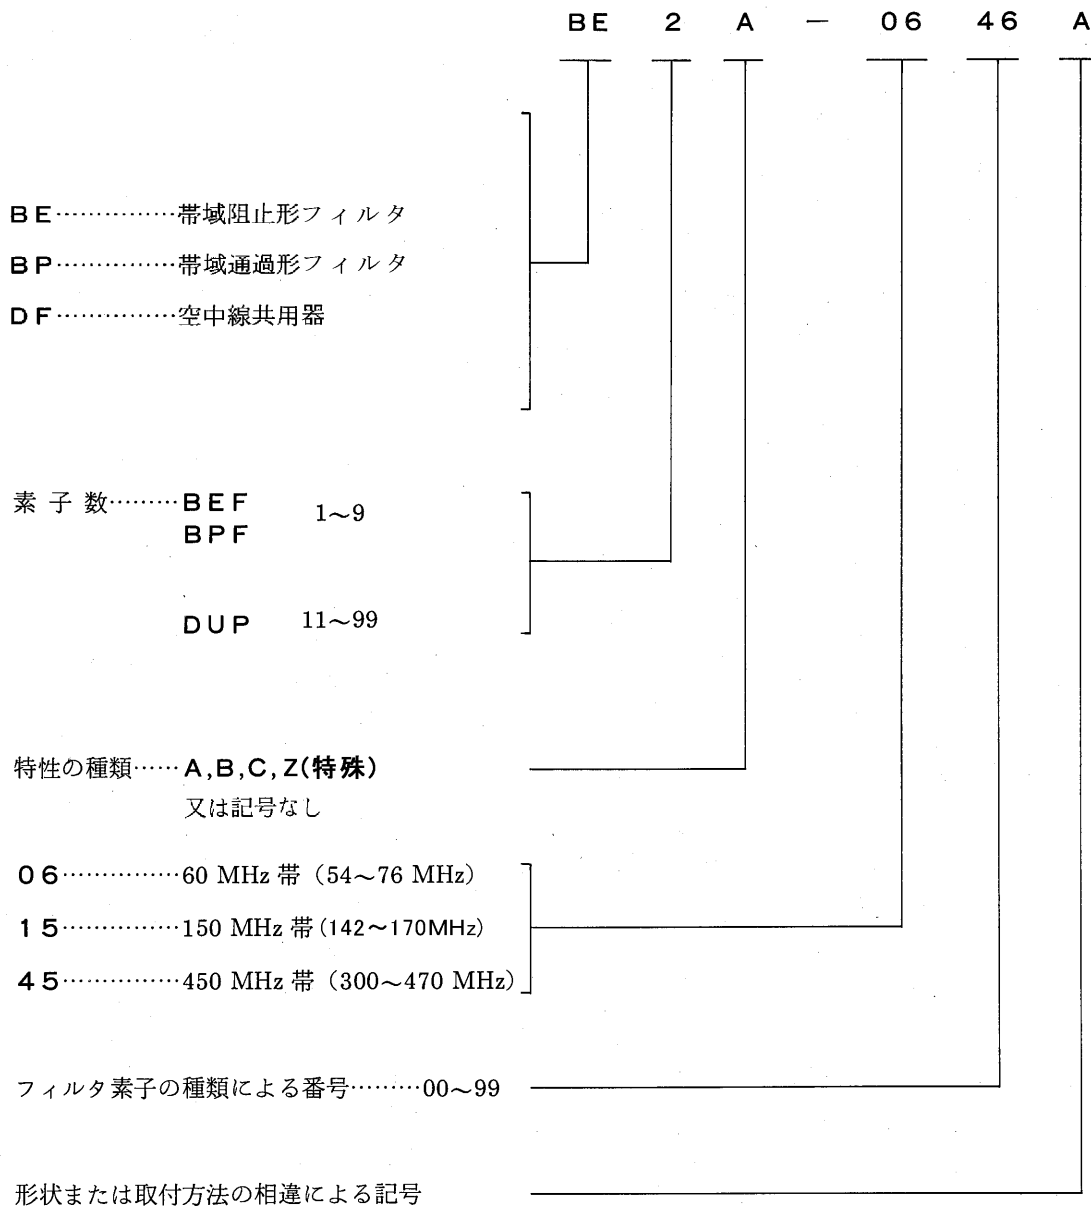 BE 2 A － 06 46 A
BE……………帯域阻止形フィルタ
BP……………帯域通過形フィルタ
DF……………空中線共用器
素子数………BEF 1～9
BPF
DUP 11～99
特性の種類……A,B,C,Z(特殊)
又は記号なし
06……………60 MHz 帯（54～76 MHz）
15……………150 MHz 帯(142～170MHz)
45……………450 MHz 帯（300～470 MHz）
フィルタ素子の種類による番号………00～99
形状または取付方法の相違による記号